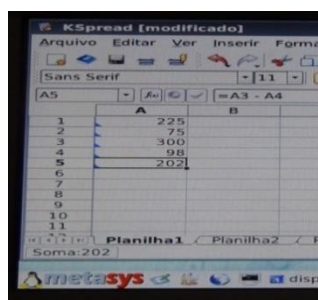 KSpread [modificado]
Arquivo Editar Ver Inserir Forma
Sans Serif 11
A5 =A3 - A4
A B
1 225
2 75
3 300
4 98
5 202
6
7
8
9
10
11
Planilha1 Planilha2
Soma:202
metasys disp